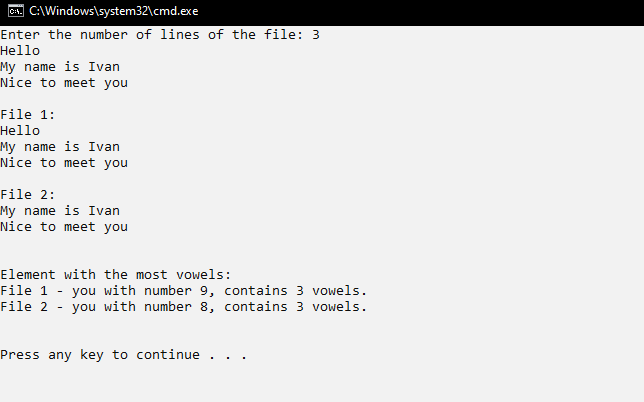 C:\Windows\system32\cmd.exe
Enter the number of lines of the file: 3
Hello
My name is Ivan
Nice to meet you
File 1:
Hello
My name is Ivan
Nice to meet you
File 2:
My name is Ivan
Nice to meet you
Element with the most vowels:
File 1 - you with number 9, contains 3 vowels.
File 2 - you with number 8, contains 3 vowels.
Press any key to continue . . .